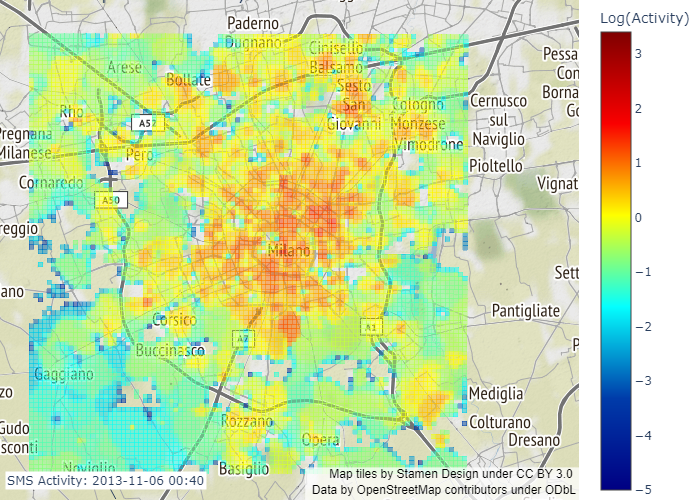 Log(Activity)
Paderno
Dugnano
Cinisello
Balsamo
Arese
Bollate
Sesto
San
Giovanni
Pessa
Con
Borna
Go
Rho
A52
Cologno
Monzese
Cernusco
sul
Naviglio
Pregnana
Milanese
Pero
Vimodrone
Pioltello
Cornaredo
A50
Vignat
reggio
Milano
Sett
ano
Corsico
A7
A1
Pantigliate
Buccinasco
P
Gaggiano
zo
Mediglia
Rozzano
Colturano
Gudo
sconti
Opera
Dresano
Noviglio
Basiglio
SMS Activity: 2013-11-06 00:40
Map tiles by Stamen Design under CC BY 3.0
Data by OpenStreetMap contributors under ODbL
3
2
1
0
−1
−2
−3
−4
−5